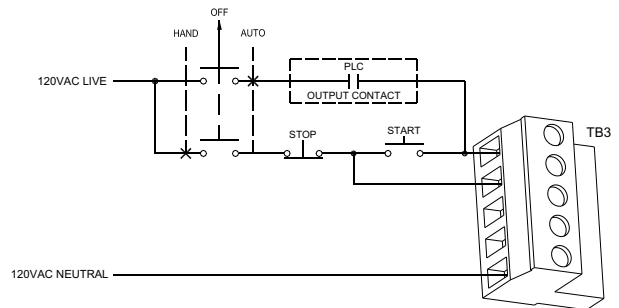 OFF
HAND
AUTO
PLC
120VAC LIVE
OUTPUT CONTACT
STOP
START
TB3
120VAC NEUTRAL